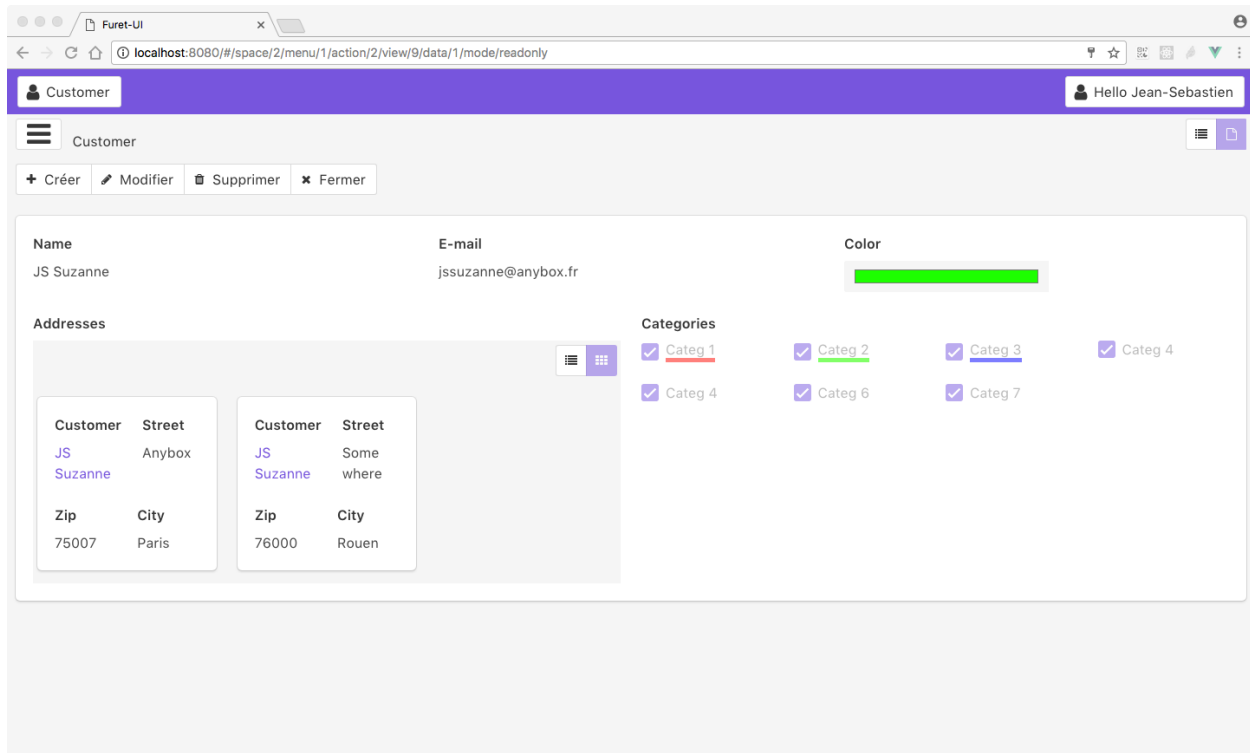 Furet-UI
localhost:8080/#/space/2/menu/1/action/2/view/9/data/1/mode/readonly
Customer
Hello Jean-Sebastien
Customer
Créer Modifier Supprimer Fermer
Name E-mail Color
JS Suzanne jssuzanne@anybox.fr
Addresses Categories
Categ 1 Categ 2 Categ 3 Categ 4
Categ 4 Categ 6 Categ 7
Customer Street
JS Suzanne
Anybox
Zip City
75007 Paris
Customer Street
JS Suzanne
Some where
Zip City
76000 Rouen